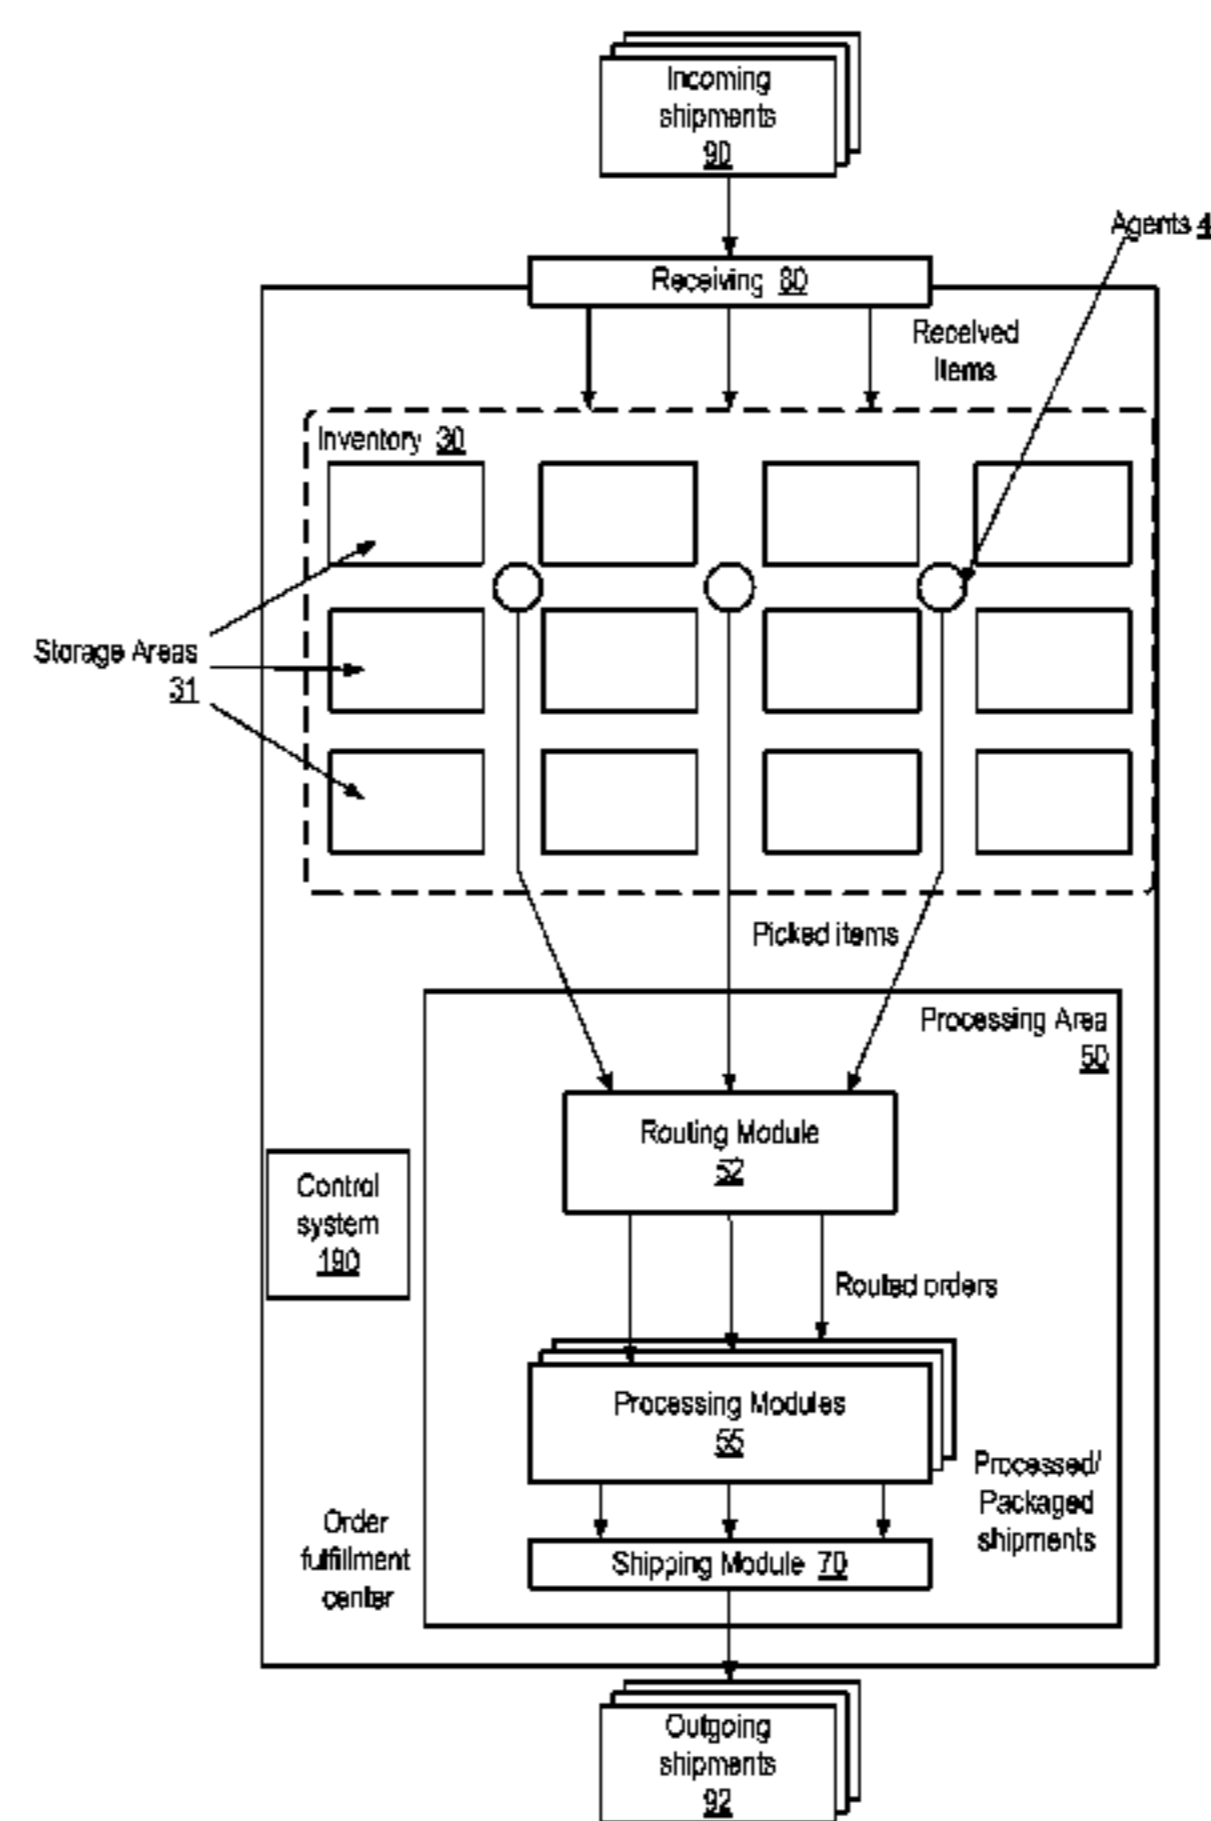 Incoming
shipments
90
Agents 4
Receiving 80
Received
Items
Inventory 30
Storage Areas
31
Picked items
Processing Area
50
Routing Module
52
Control
system
190
Routed orders
Processing Modules
55
Processed/
Packaged
shipments
Order
fulfillment
center
Shipping Module 70
Outgoing
shipments
92